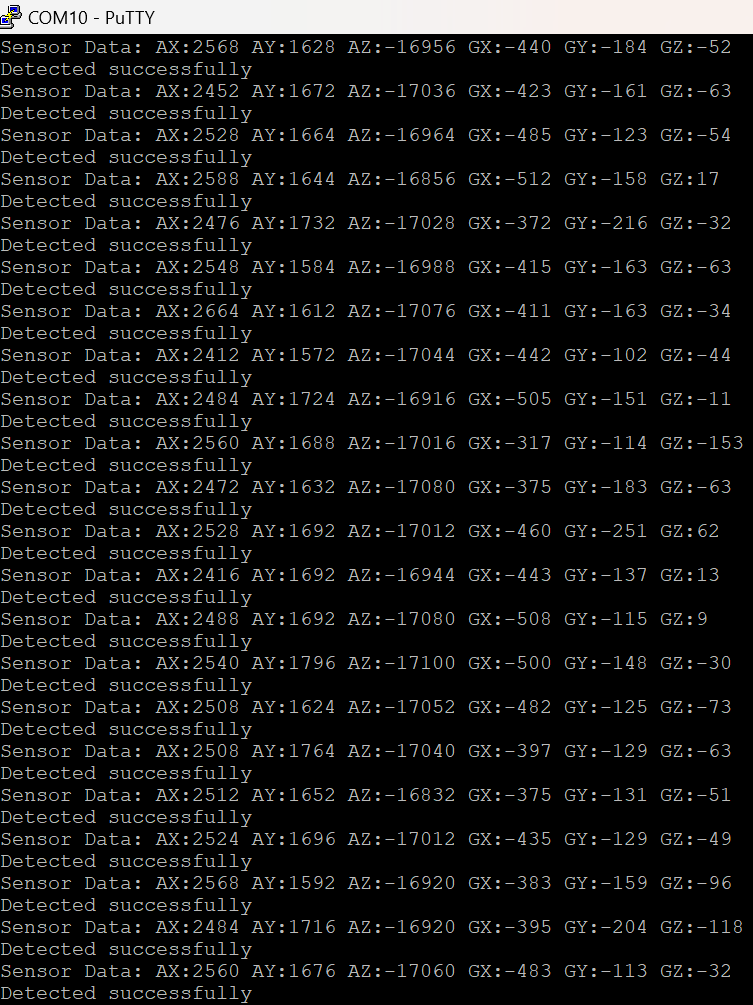 COM10 - PuTTY
Sensor Data: AX:2568 AY:1628 AZ:-16956 GX:-440 GY:-184 GZ:-52
Detected successfully
Sensor Data: AX:2452 AY:1672 AZ:-17036 GX:-423 GY:-161 GZ:-63
Detected successfully
Sensor Data: AX:2528 AY:1664 AZ:-16964 GX:-485 GY:-123 GZ:-54
Detected successfully
Sensor Data: AX:2588 AY:1644 AZ:-16856 GX:-512 GY:-158 GZ:17
Detected successfully
Sensor Data: AX:2476 AY:1732 AZ:-17028 GX:-372 GY:-216 GZ:-32
Detected successfully
Sensor Data: AX:2548 AY:1584 AZ:-16988 GX:-415 GY:-163 GZ:-63
Detected successfully
Sensor Data: AX:2664 AY:1612 AZ:-17076 GX:-411 GY:-163 GZ:-34
Detected successfully
Sensor Data: AX:2412 AY:1572 AZ:-17044 GX:-442 GY:-102 GZ:-44
Detected successfully
Sensor Data: AX:2484 AY:1724 AZ:-16916 GX:-505 GY:-151 GZ:-11
Detected successfully
Sensor Data: AX:2560 AY:1688 AZ:-17016 GX:-317 GY:-114 GZ:-153
Detected successfully
Sensor Data: AX:2472 AY:1632 AZ:-17080 GX:-375 GY:-183 GZ:-63
Detected successfully
Sensor Data: AX:2528 AY:1692 AZ:-17012 GX:-460 GY:-251 GZ:62
Detected successfully
Sensor Data: AX:2416 AY:1692 AZ:-16944 GX:-443 GY:-137 GZ:13
Detected successfully
Sensor Data: AX:2488 AY:1692 AZ:-17080 GX:-508 GY:-115 GZ:9
Detected successfully
Sensor Data: AX:2540 AY:1796 AZ:-17100 GX:-500 GY:-148 GZ:-30
Detected successfully
Sensor Data: AX:2508 AY:1624 AZ:-17052 GX:-482 GY:-125 GZ:-73
Detected successfully
Sensor Data: AX:2508 AY:1764 AZ:-17040 GX:-397 GY:-129 GZ:-63
Detected successfully
Sensor Data: AX:2512 AY:1652 AZ:-16832 GX:-375 GY:-131 GZ:-51
Detected successfully
Sensor Data: AX:2524 AY:1696 AZ:-17012 GX:-435 GY:-129 GZ:-49
Detected successfully
Sensor Data: AX:2568 AY:1592 AZ:-16920 GX:-383 GY:-159 GZ:-96
Detected successfully
Sensor Data: AX:2484 AY:1716 AZ:-16920 GX:-395 GY:-204 GZ:-118
Detected successfully
Sensor Data: AX:2560 AY:1676 AZ:-17060 GX:-483 GY:-113 GZ:-32
Detected successfully